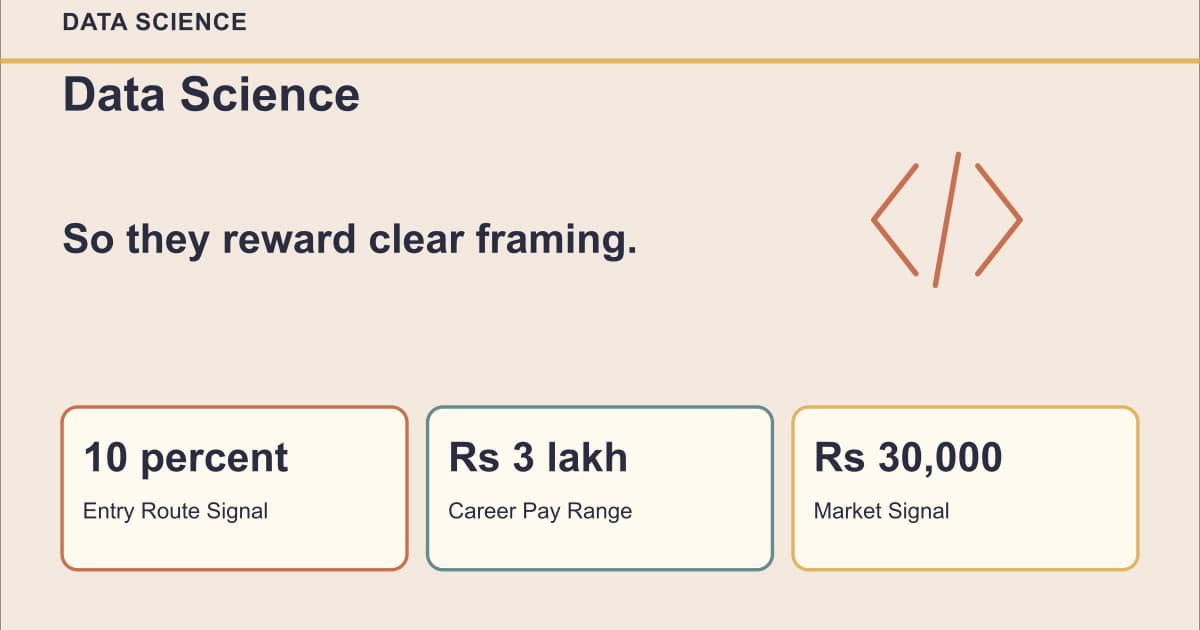 DATA SCIENCE
Data Science
So they reward clear framing.
10 percent
Entry Route Signal
Rs 3 lakh
Career Pay Range
Rs 30,000
Market Signal